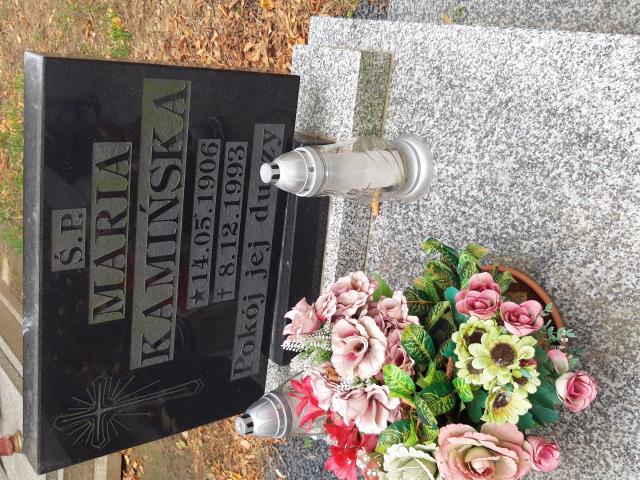 Ś.P.
MARIA
KAMIŃSKA
★14.05.1906
✝8.12.1993
Pokój jej duszy